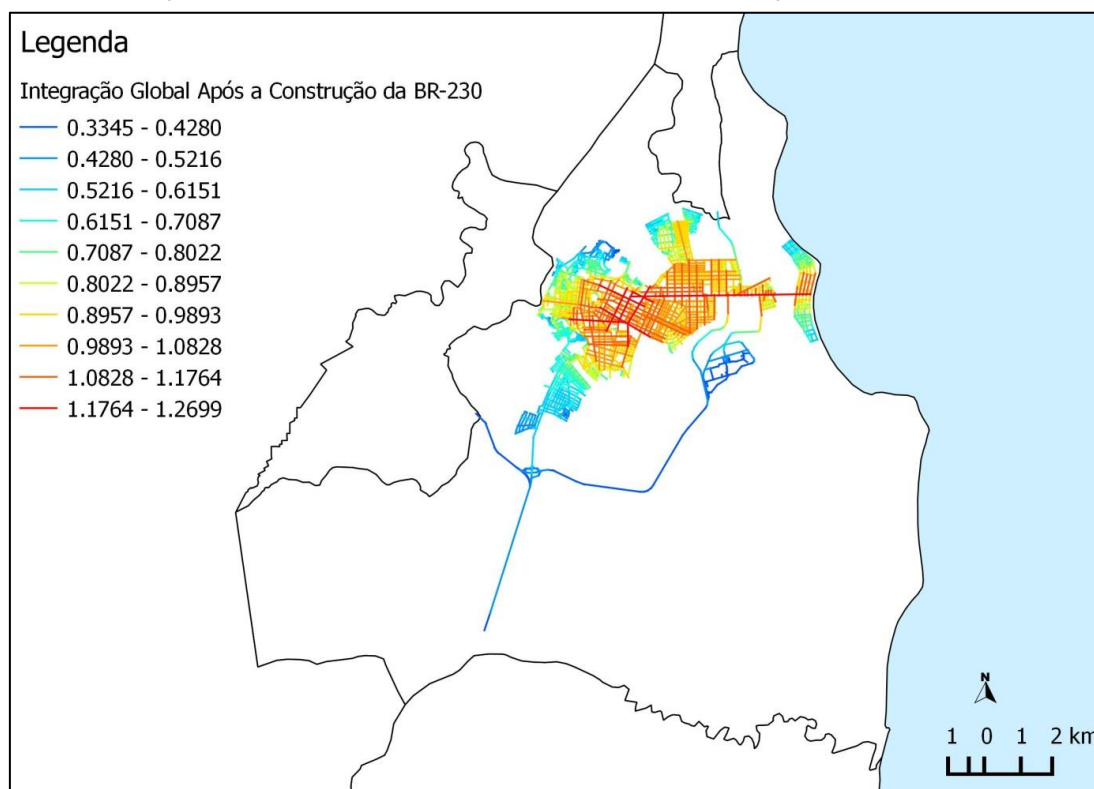 Legenda
Integração Global Após a Construção da BR-230
0.3345 - 0.4280
0.4280 - 0.5216
0.5216 - 0.6151
0.6151 - 0.7087
0.7087 - 0.8022
0.8022 - 0.8957
0.8957 - 0.9893
0.9893 - 1.0828
1.0828 - 1.1764
1.1764 - 1.2699
N
1 0 1 2 km